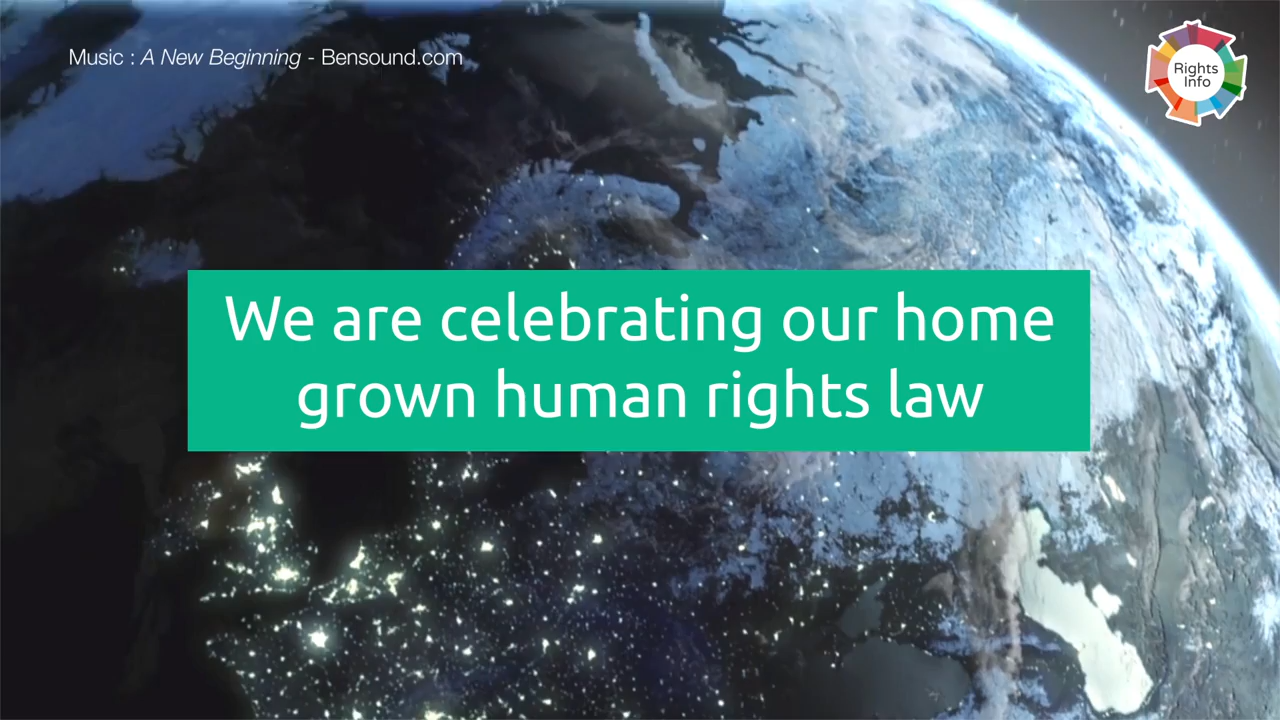 Music : A New Beginning - Bensound.com
Rights
Info
We are celebrating our home
grown human rights law